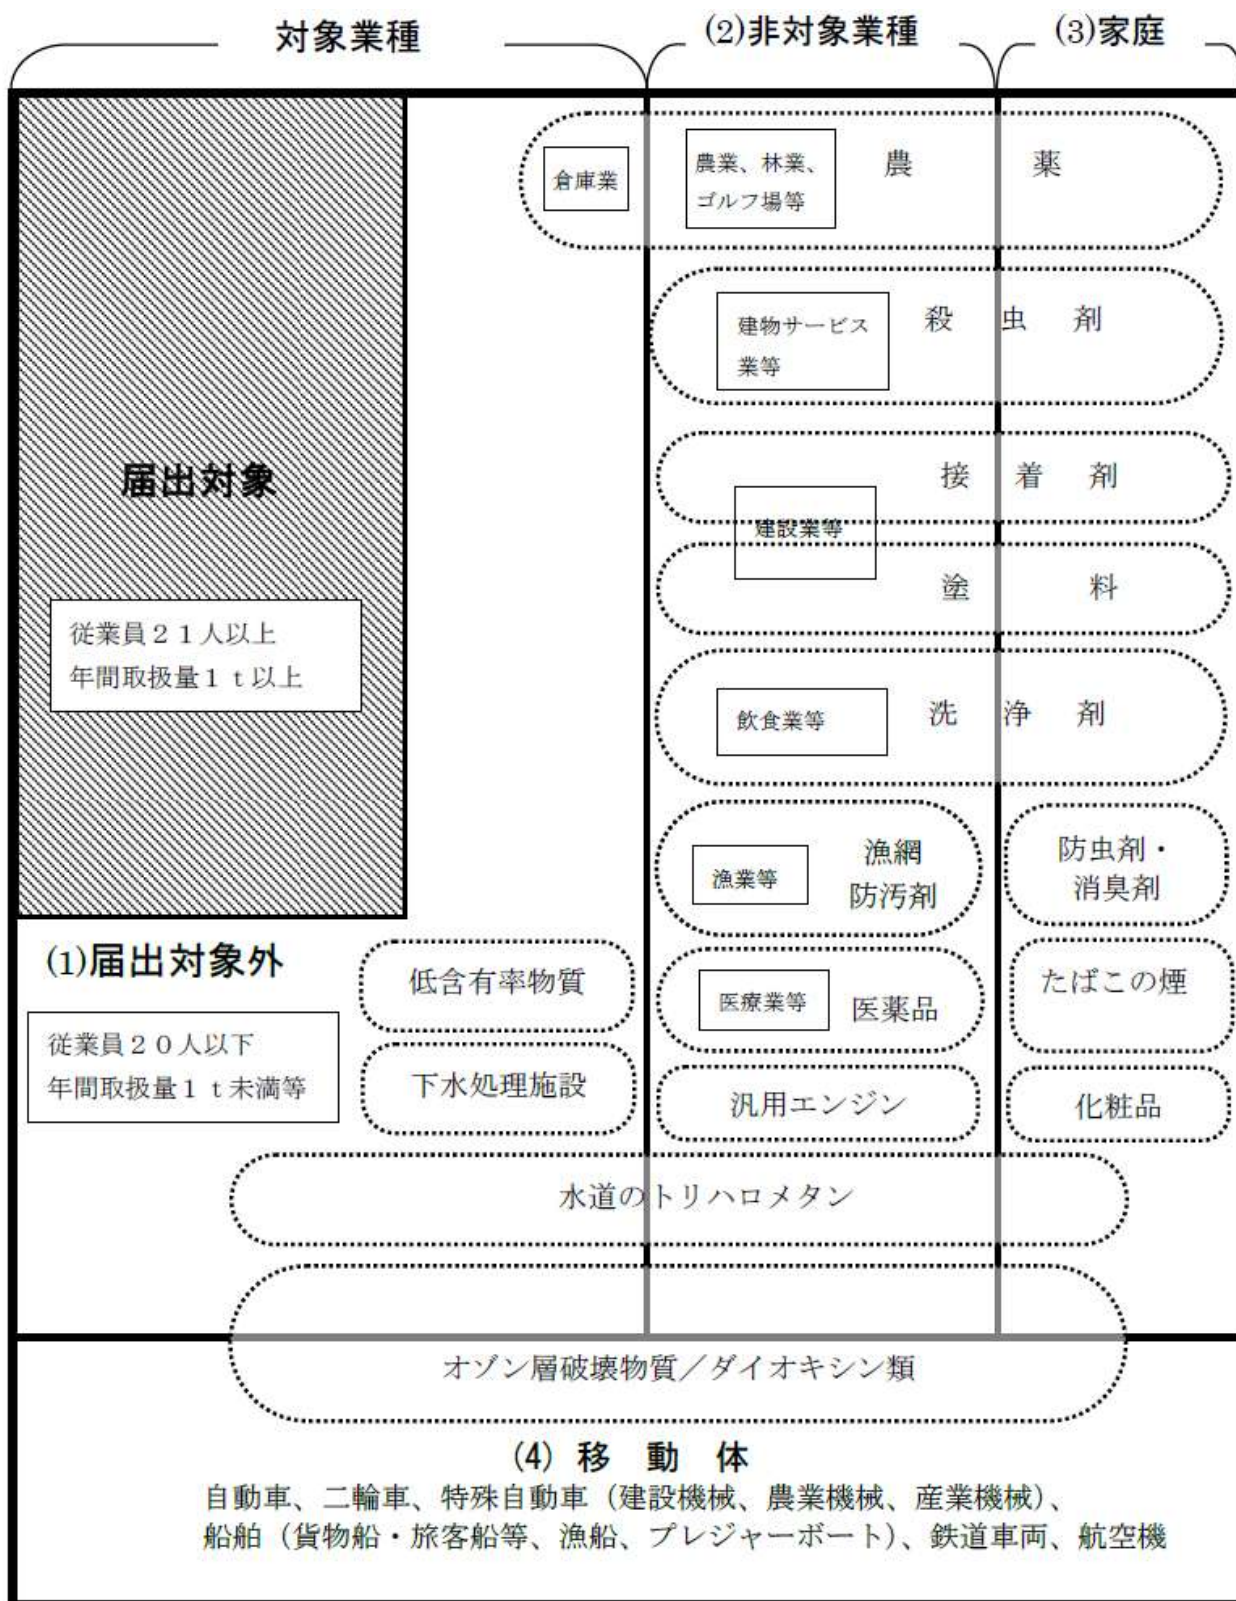 対象業種
(2)非対象業種
(3)家庭
倉庫業
農業、林業、
ゴルフ場等
農薬
建物サービス
業等
殺虫剤
届出対象
従業員21人以上
年間取扱量1t以上
接着剤
建設業等
塗料
飲食業等
洗浄剤
漁業等
漁網
防汚剤
防虫剤・
消臭剤
(1)届出対象外
従業員20人以下
年間取扱量1t未満等
低含有率物質
医療業等
医薬品
たばこの煙
下水処理施設
汎用エンジン
化粧品
水道のトリハロメタン
オゾン層破壊物質/ダイオキシン類
(4) 移動体
自動車、二輪車、特殊自動車(建設機械、農業機械、産業機械)、
船舶(貨物船・旅客船等、漁船、プレジャーボート)、鉄道車両、航空機